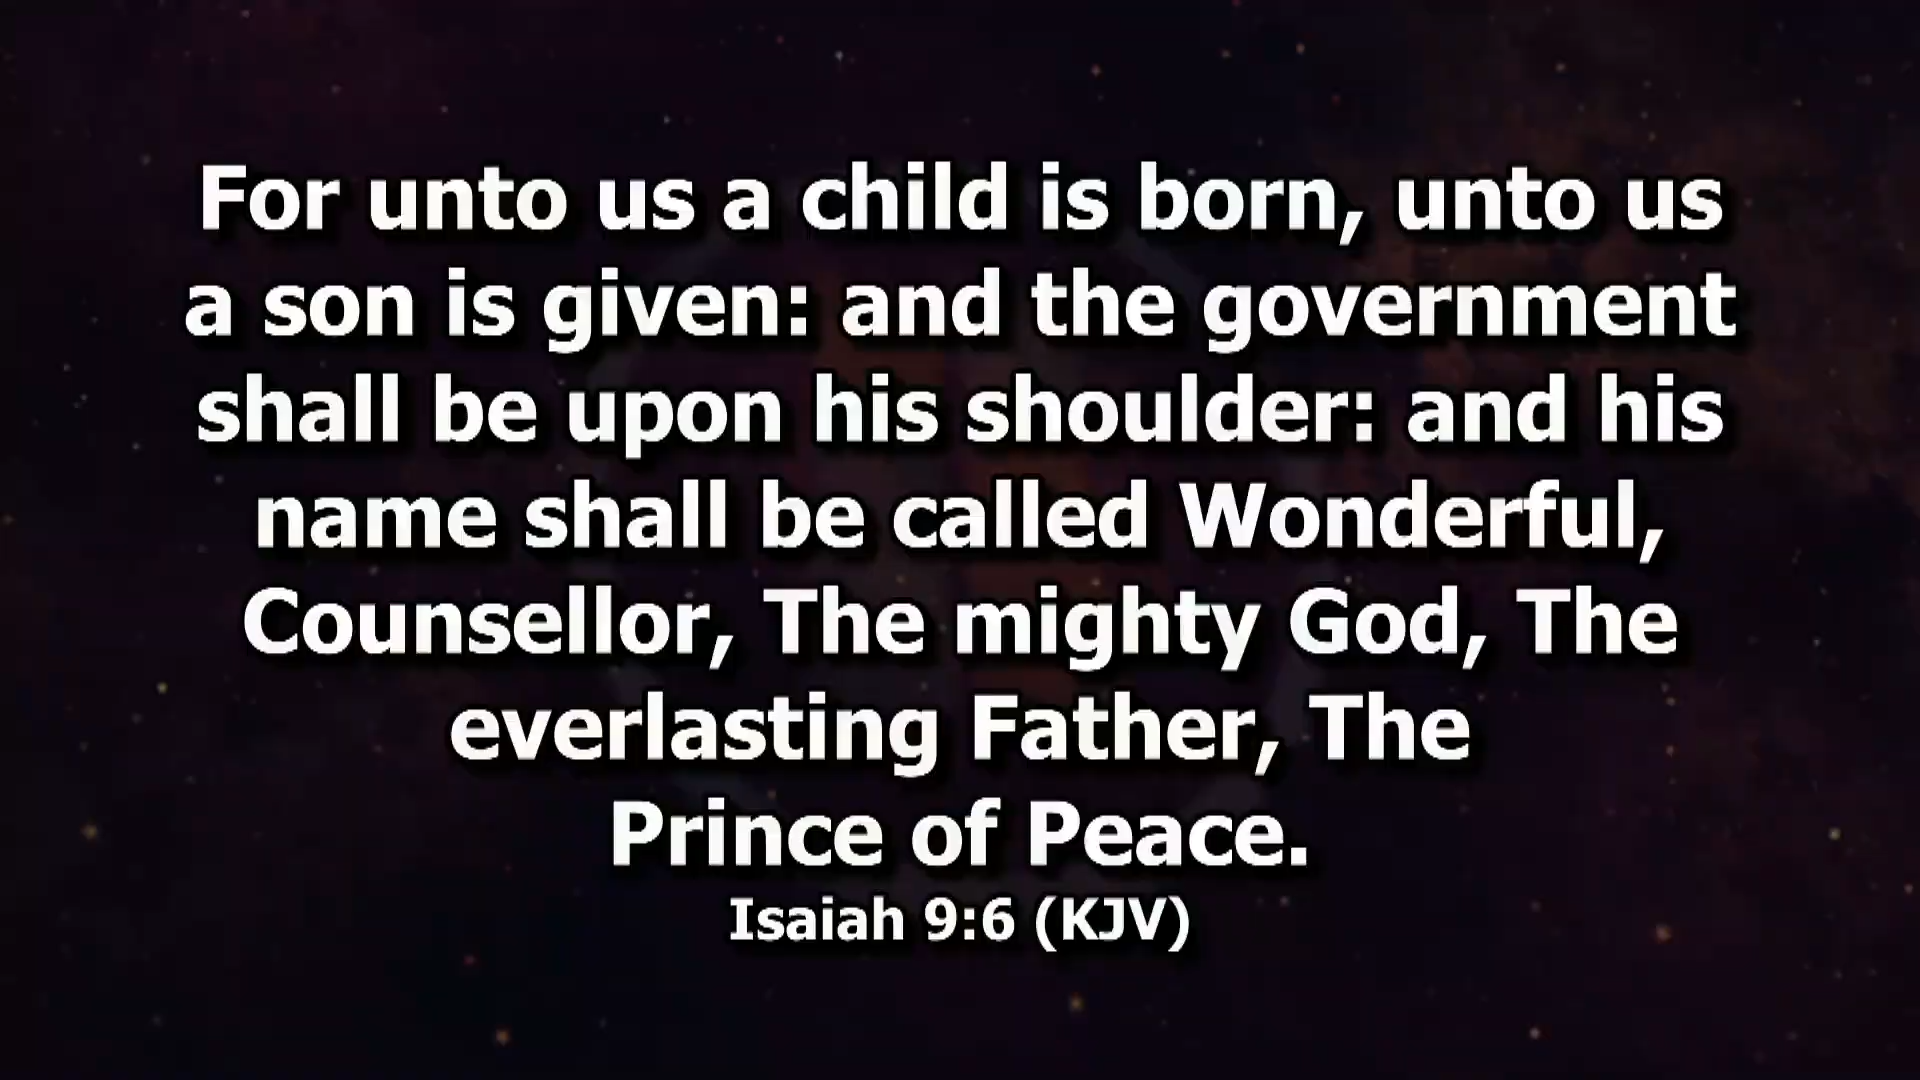 For unto us a child is born, unto us
a son is given: and the government
shall be upon his shoulder: and his
name shall be called Wonderful,
Counsellor, The mighty God, The
everlasting Father, The
Prince of Peace.
Isaiah 9:6 (KJV)